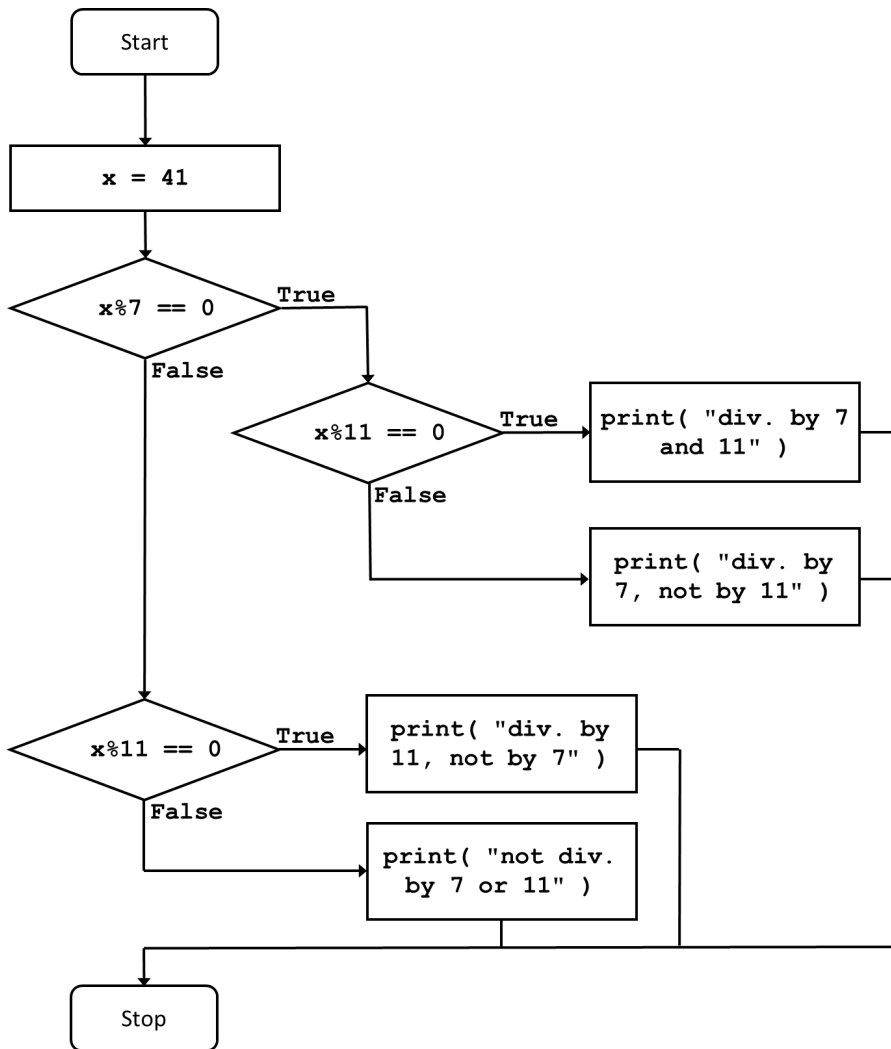 Start
x = 41
x%7 == 0
True
False
x%11 == 0
True
print( "div. by 7
and 11" )
False
print( "div. by
7, not by 11" )
x%11 == 0
True
print( "div. by
11, not by 7" )
False
print( "not div.
by 7 or 11" )
Stop